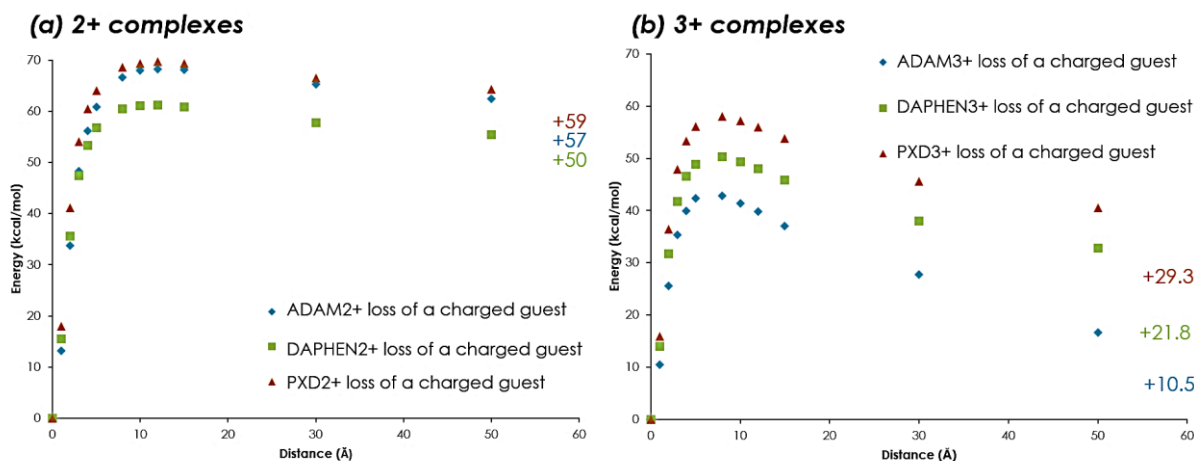 (a) 2+ complexes
70
60
50
40
30
20
10
0
Energy (kcal/mol)
0 10 20 30 40 50 60
Distance (Å)
+59
+57
+50
ADAM2+ loss of a charged guest
DAPHEN2+ loss of a charged guest
PXD2+ loss of a charged guest
(b) 3+ complexes
70
60
50
40
30
20
10
0
Energy (kcal/mol)
0 10 20 30 40 50 60
Distance (Å)
ADAM3+ loss of a charged guest
DAPHEN3+ loss of a charged guest
PXD3+ loss of a charged guest
+29.3
+21.8
+10.5